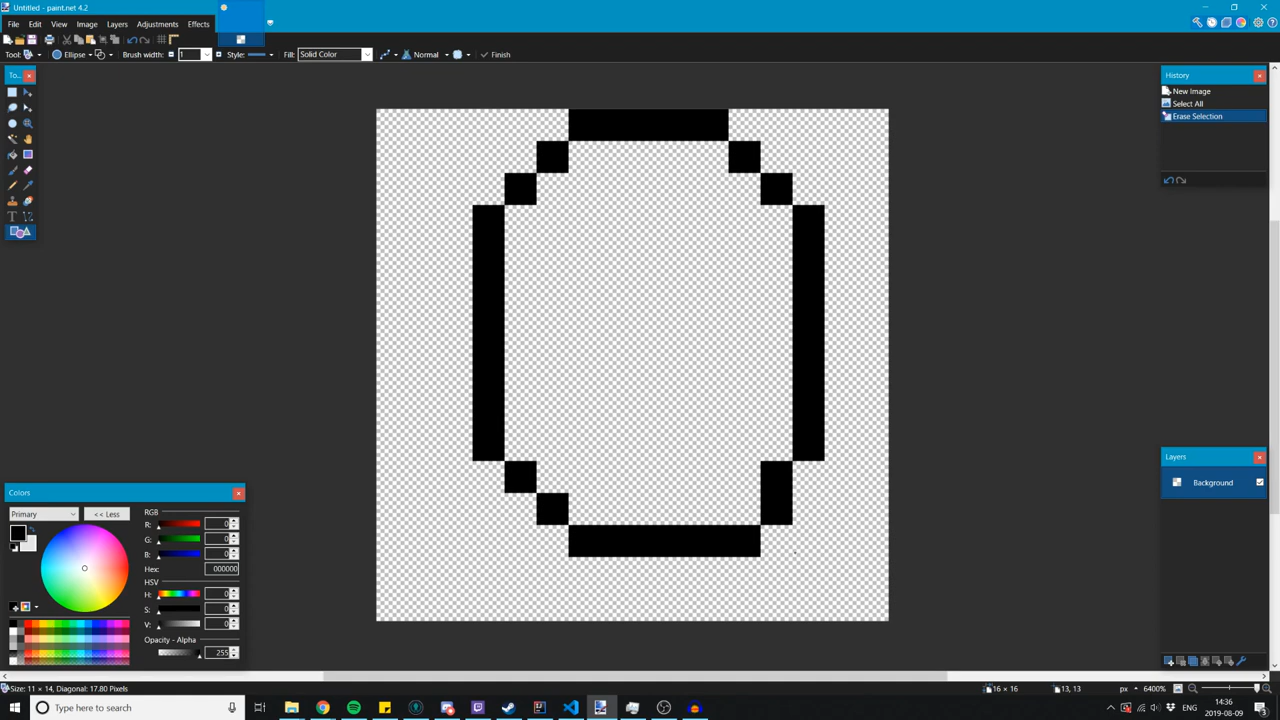 Untitled - paint.net 4.2
File Edit View Image Layers Adjustments Effects
Tool: Ellipse Brush width: 1 Style: Fill: Solid Color Normal Finish
To...
History
New Image
Select All
Erase Selection
Layers
Background
Colors
Primary << Less
RGB
R: 0
G: 0
B: 0
Hex: 000000
HSV
H: 0
S: 0
V: 0
Opacity - Alpha
255
Size: 11 × 14, Diagonal: 17.80 Pixels 16 × 16 13, 13 px 6400%
Type here to search
14:36
2019-08-09
3